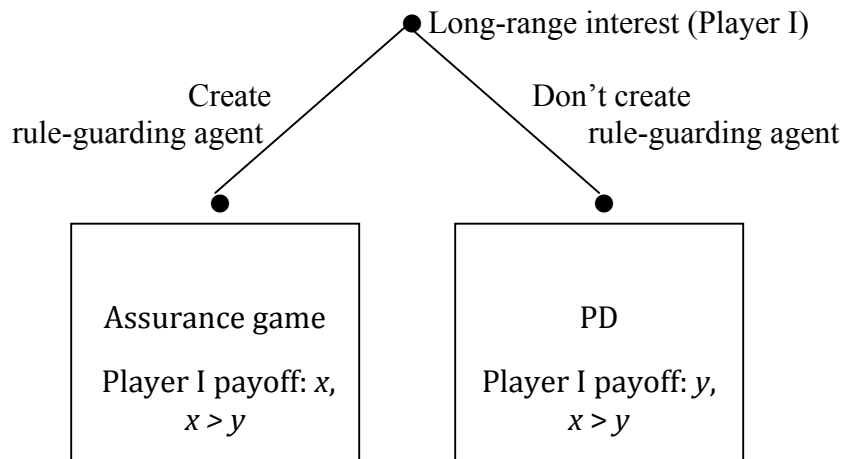 Long-range interest (Player I)
Create
rule-guarding agent
Don’t create
rule-guarding agent
Assurance game
Player I payoff: x,
x > y
PD
Player I payoff: y,
x > y